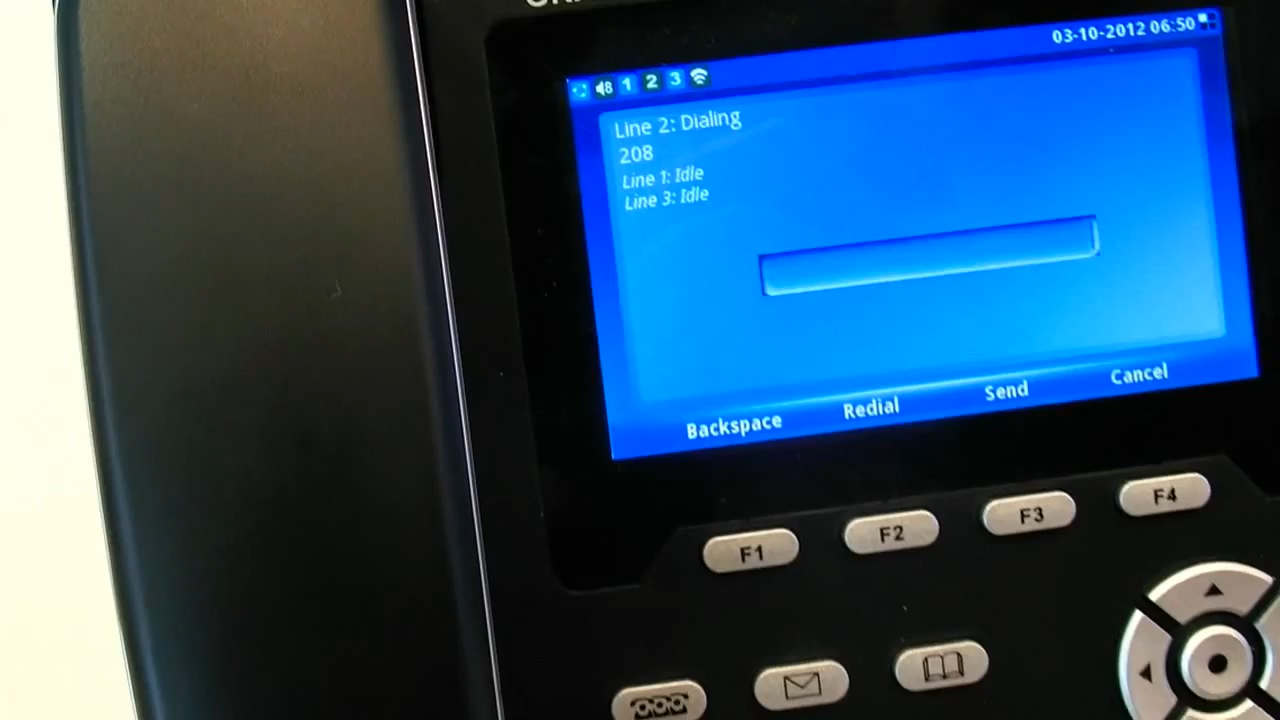 03-10-2012 06:50
8 1 2 3
Line 2: Dialing
208
Line 1: Idle
Line 3: Idle
Backspace Redial Send Cancel
F1 F2 F3 F4